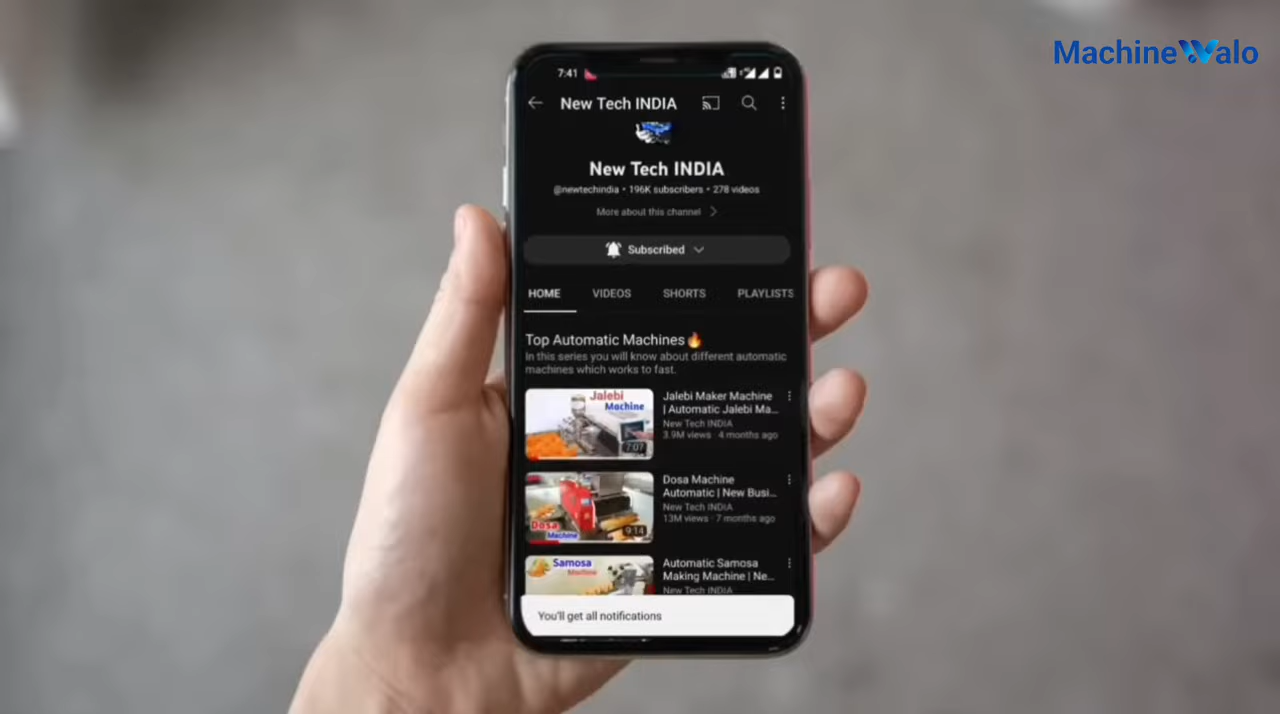 MachineWalo
7:41
New Tech INDIA
New Tech INDIA
@newtechindia • 196K subscribers • 278 videos
More about this channel
Subscribed
HOME VIDEOS SHORTS PLAYLISTS
Top Automatic Machines🔥
In this series you will know about different automatic
machines which works to fast.
Jalebi
Machine
7:07
Jalebi Maker Machine
| Automatic Jalebi Ma...
New Tech INDIA
3.9M views · 4 months ago
Dosa
Machine
9:14
Dosa Machine
Automatic | New Busi...
New Tech INDIA
13M views · 7 months ago
Samosa
Machine
Automatic Samosa
Making Machine | Ne...
New Tech INDIA
You'll get all notifications